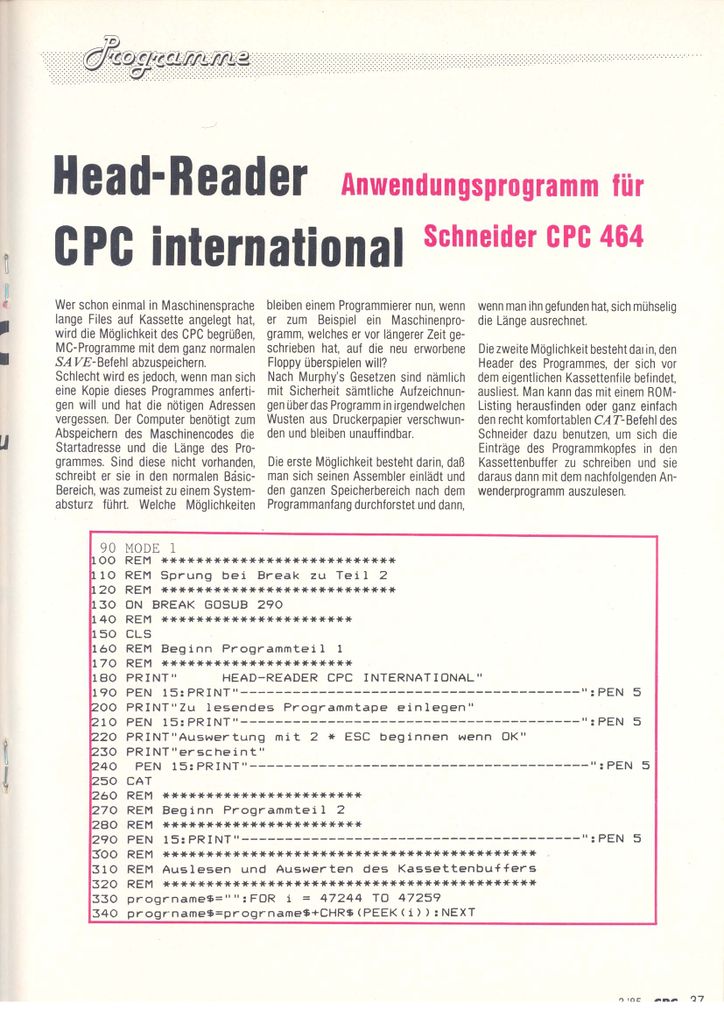 Programme
Head-Reader
CPC international
Anwendungsprogramm für
Schneider CPC 464
Wer schon einmal in Maschinensprache
lange Files auf Kassette angelegt hat,
wird die Möglichkeit des CPC begrüßen,
MC-Programme mit dem ganz normalen
SAVE-Befehl abzuspeichern.
Schlecht wird es jedoch, wenn man sich
eine Kopie dieses Programmes anferti-
gen will und hat die nötigen Adressen
vergessen. Der Computer benötigt zum
Abspeichern des Maschinencodes die
Startadresse und die Länge des Pro-
grammes. Sind diese nicht vorhanden,
schreibt er sie in den normalen Basic-
Bereich, was zumeist zu einem System-
absturz führt. Welche Möglichkeiten
bleiben einem Programmierer nun, wenn
er zum Beispiel ein Maschinenpro-
gramm, welches er vor längerer Zeit ge-
schrieben hat, auf die neu erworbene
Floppy überspielen will?
Nach Murphy's Gesetzen sind nämlich
mit Sicherheit sämtliche Aufzeichnun-
gen über das Programm in irgendwelchen
Wusten aus Druckerpapier verschwun-
den und bleiben unauffindbar.
Die erste Möglichkeit besteht darin, daß
man sich seinen Assembler einlädt und
den ganzen Speicherbereich nach dem
Programmanfang durchforstet und dann,
wenn man ihn gefunden hat, sich mühselig
die Länge ausrechnet.
Die zweite Möglichkeit besteht darin, den
Header des Programmes, der sich vor
dem eigentlichen Kassettenfile befindet,
ausliest. Man kann das mit einem ROM-
Listing herausfinden oder ganz einfach
den recht komfortablen CAT-Befehl des
Schneider dazu benutzen, um sich die
Einträge des Programmkopfes in den
Kassettenbuffer zu schreiben und sie
daraus dann mit dem nachfolgenden An-
wenderprogramm auszulesen.
90 MODE 1
100 REM ***************************
110 REM Sprung bei Break zu Teil 2
120 REM ***************************
130 ON BREAK GOSUB 290
140 REM **********************
150 CLS
160 REM Beginn Programmteil 1
170 REM **********************
180 PRINT"      HEAD-READER CPC INTERNATIONAL"
190 PEN 15:PRINT"---------------------------------------":PEN 5
200 PRINT"Zu lesendes Programmtape einlegen"
210 PEN 15:PRINT"---------------------------------------":PEN 5
220 PRINT"Auswertung mit 2 * ESC beginnen wenn OK"
230 PRINT"erscheint"
240  PEN 15:PRINT"---------------------------------------":PEN 5
250 CAT
260 REM ***********************
270 REM Beginn Programmteil 2
280 REM ***********************
290 PEN 15:PRINT"---------------------------------------":PEN 5
300 REM *******************************************
310 REM Auslesen und Auswerten des Kassettenbuffers
320 REM *******************************************
330 progrname$="":FOR i = 47244 TO 47259
340 progrname$=progrname$+CHR$(PEEK(i)):NEXT
CPC 37